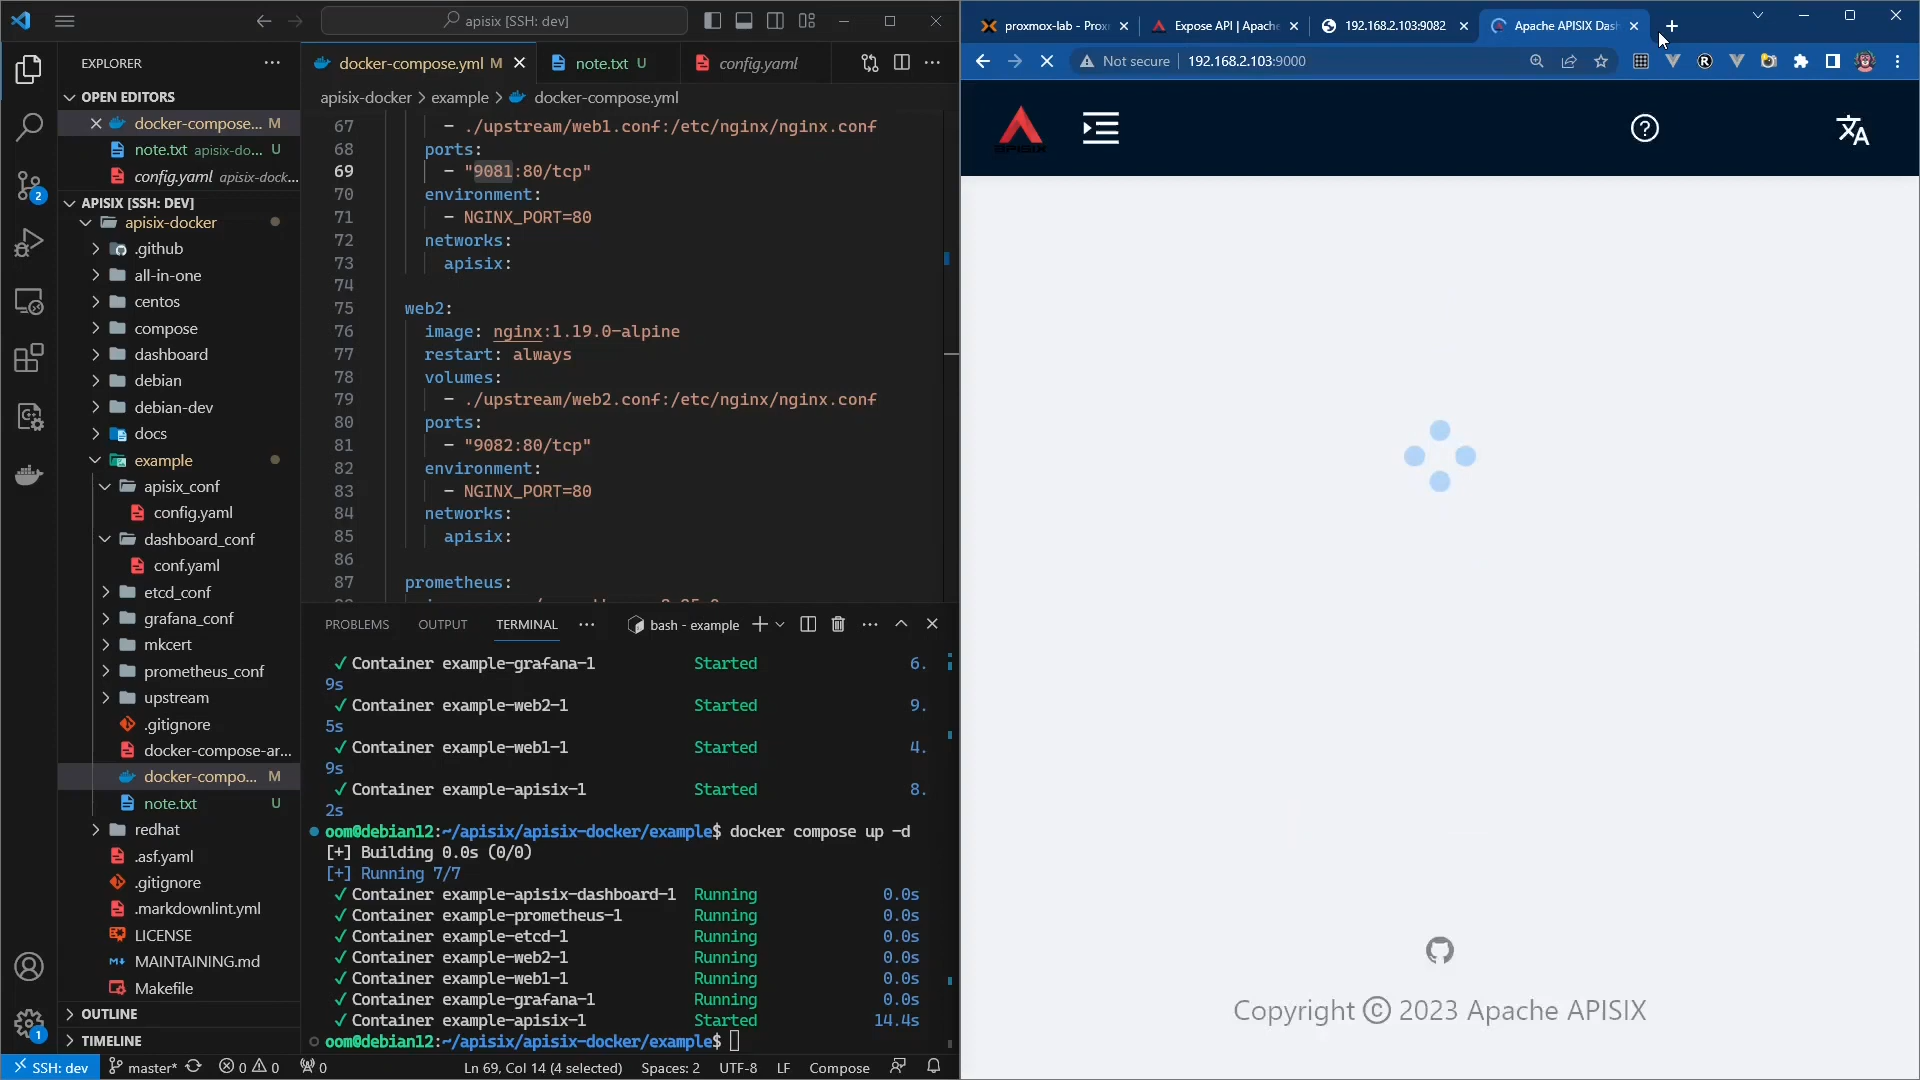 apisix [SSH: dev]
EXPLORER
OPEN EDITORS
docker-compose... M
note.txt apisix-do... U
config.yaml apisix-dock...
APISIX [SSH: DEV]
apisix-docker
.github
all-in-one
centos
compose
dashboard
debian
debian-dev
docs
example
apisix_conf
config.yaml
dashboard_conf
conf.yaml
etcd_conf
grafana_conf
mkcert
prometheus_conf
upstream
.gitignore
docker-compose-ar...
docker-compo... M
note.txt U
redhat
.asf.yaml
.gitignore
.markdownlint.yml
LICENSE
MAINTAINING.md
Makefile
OUTLINE
TIMELINE
2
1
docker-compose.yml M
note.txt U
config.yaml
apisix-docker > example > docker-compose.yml
67 - ./upstream/web1.conf:/etc/nginx/nginx.conf
68 ports:
69 - "9081:80/tcp"
70 environment:
71 - NGINX_PORT=80
72 networks:
73 apisix:
74
75 web2:
76 image: nginx:1.19.0-alpine
77 restart: always
78 volumes:
79 - ./upstream/web2.conf:/etc/nginx/nginx.conf
80 ports:
81 - "9082:80/tcp"
82 environment:
83 - NGINX_PORT=80
84 networks:
85 apisix:
86
87 prometheus:
PROBLEMS OUTPUT TERMINAL ··· bash - example
✓ Container example-grafana-1 Started 6.
9s
✓ Container example-web2-1 Started 9.
5s
✓ Container example-web1-1 Started 4.
9s
✓ Container example-apisix-1 Started 8.
2s
oom@debian12:~/apisix/apisix-docker/example$ docker compose up -d
[+] Building 0.0s (0/0)
[+] Running 7/7
✓ Container example-apisix-dashboard-1 Running 0.0s
✓ Container example-prometheus-1 Running 0.0s
✓ Container example-etcd-1 Running 0.0s
✓ Container example-web2-1 Running 0.0s
✓ Container example-web1-1 Running 0.0s
✓ Container example-grafana-1 Running 0.0s
✓ Container example-apisix-1 Started 14.4s
oom@debian12:~/apisix/apisix-docker/example$
SSH: dev master* 0 0 0 Ln 69, Col 14 (4 selected) Spaces: 2 UTF-8 LF Compose
proxmox-lab - Prox
Expose API | Apache
192.168.2.103:9082
Apache APISIX Dash
Not secure | 192.168.2.103:9000
APISIX
Copyright © 2023 Apache APISIX